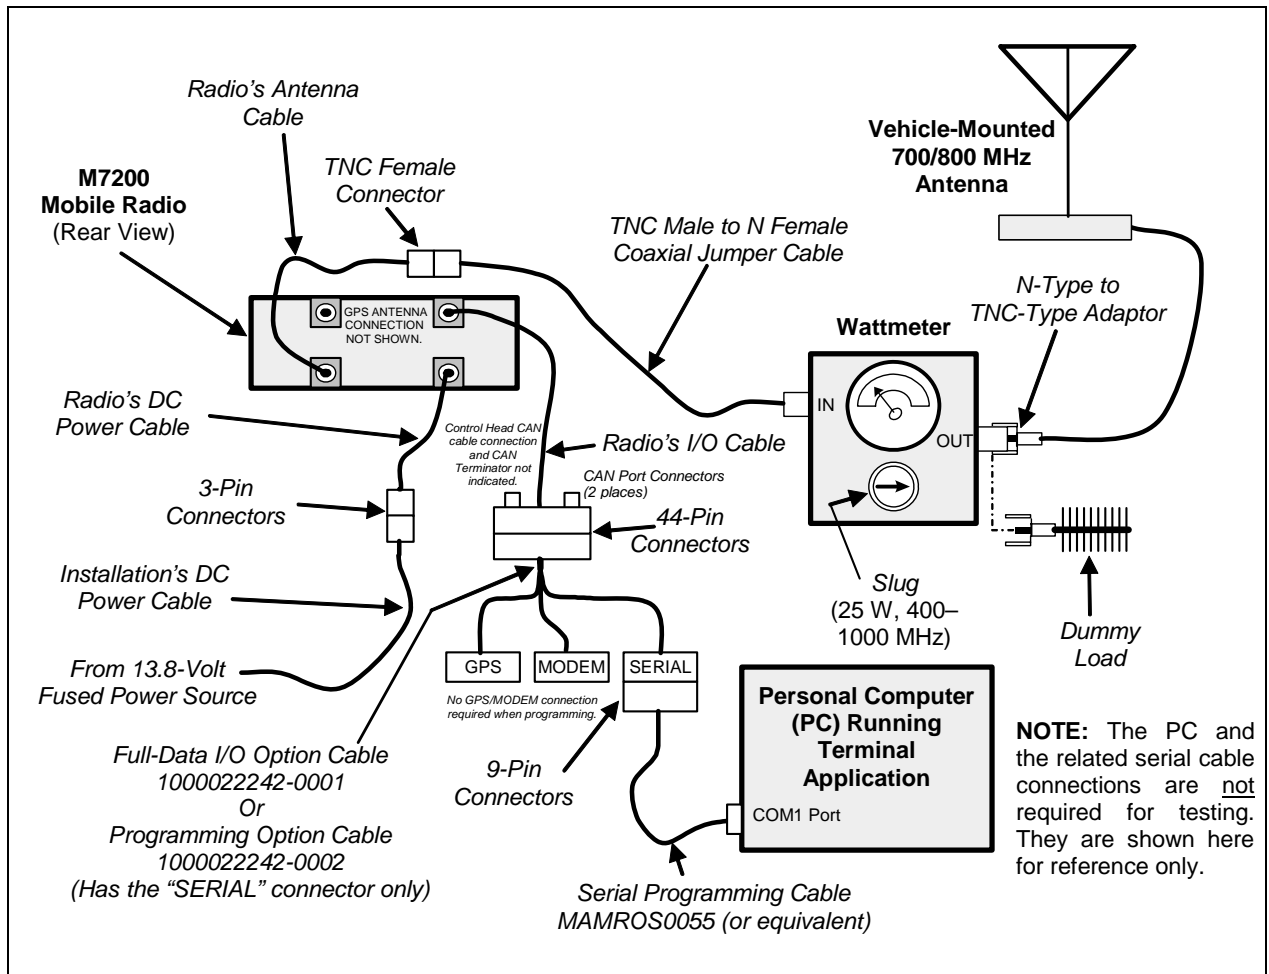 Radio’s Antenna
Cable
TNC Female
Connector
M7200
Mobile Radio
(Rear View)
TNC Male to N Female
Coaxial Jumper Cable
Vehicle-Mounted
700/800 MHz
Antenna
N-Type to
TNC-Type Adaptor
GPS ANTENNA
CONNECTION
NOT SHOWN.
Wattmeter
IN
OUT
Radio’s DC
Power Cable
Control Head CAN
cable connection
and CAN
Terminator not
indicated.
Radio’s I/O Cable
CAN Port Connectors
(2 places)
3-Pin
Connectors
44-Pin
Connectors
Installation’s DC
Power Cable
Slug
(25 W, 400–
1000 MHz)
Dummy
Load
From 13.8-Volt
Fused Power Source
GPS
MODEM
SERIAL
No GPS/MODEM connection
required when programming.
Full-Data I/O Option Cable
1000022242-0001
Or
Programming Option Cable
1000022242-0002
(Has the “SERIAL” connector only)
9-Pin
Connectors
Personal Computer
(PC) Running
Terminal
Application
COM1 Port
Serial Programming Cable
MAMROS0055 (or equivalent)
NOTE: The PC and
the related serial cable
connections are not
required for testing.
They are shown here
for reference only.